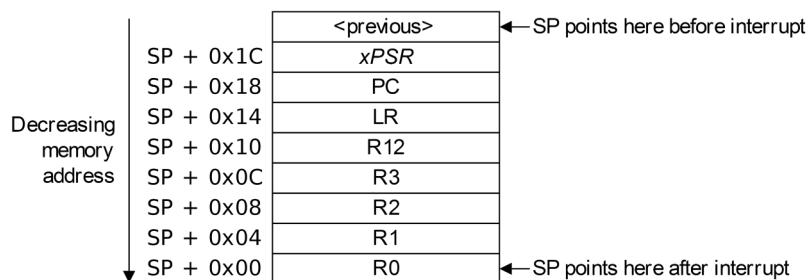 <previous> SP points here before interrupt
SP + 0x1C xPSR
SP + 0x18 PC
SP + 0x14 LR
Decreasing
memory
address
SP + 0x10 R12
SP + 0x0C R3
SP + 0x08 R2
SP + 0x04 R1
SP + 0x00 R0 SP points here after interrupt